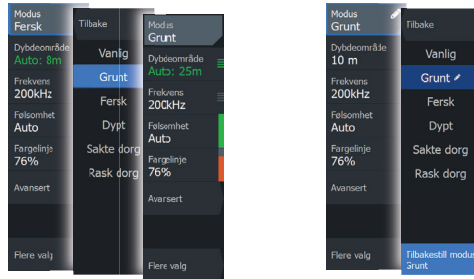 Modus
Fersk
Dybdeområde
Auto: 8m
Frekvens
200kHz
Følsomhet
Auto
Fargelinje
76%
Avansert
Flere valg
Tilbake
Vanlig
Grunt
Fersk
Dypt
Sakte dorg
Rask dorg
Modus
Grunt
Dybdeområde
Auto: 25m
Frekvens
200kHz
Følsomhet
Auto
Fargelinje
76%
Avansert
Flere valg
Modus
Grunt
Dybdeområde
10 m
Frekvens
200kHz
Følsomhet
Auto
Fargelinje
76%
Avansert
Flere valg
Tilbake
Vanlig
Grunt
Fersk
Dypt
Sakte dorg
Rask dorg
Tilbakestill modus
Grunt